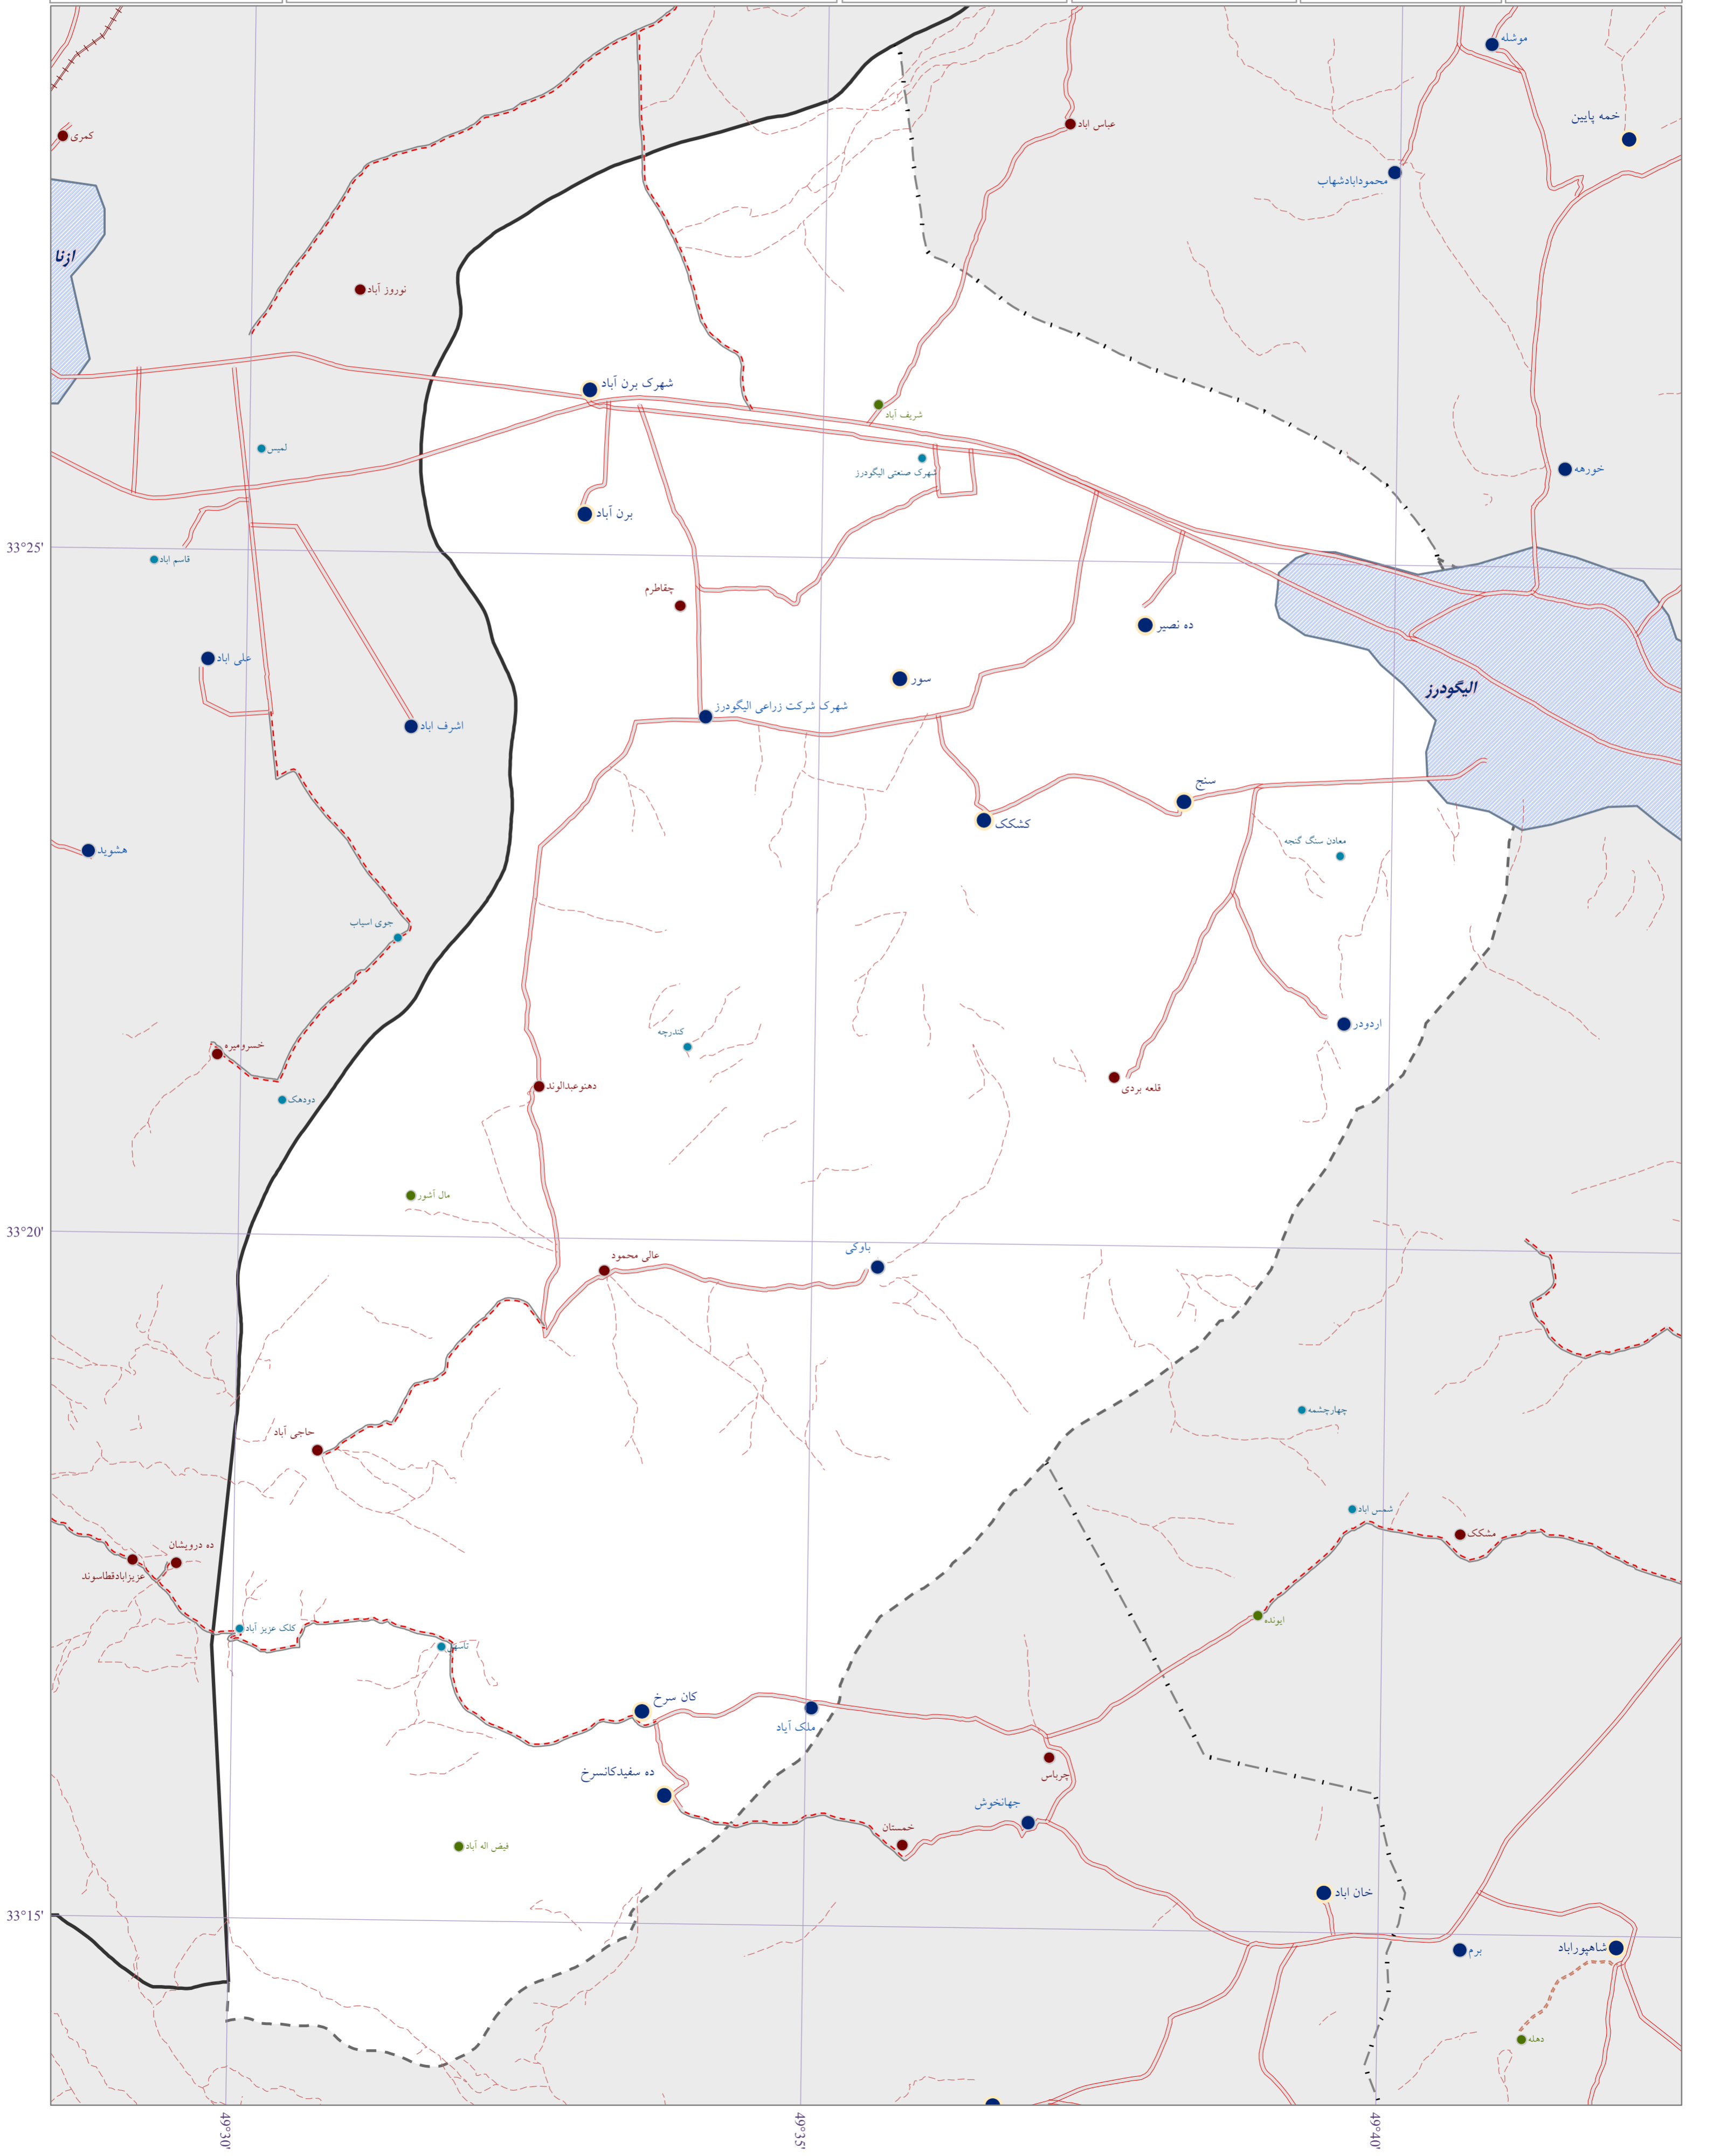 موشله
خمه پایین
عباس اباد
کمری
محمودابادشهاب
ازنا
نوروز آباد
شهرک برن آباد
شریف آباد
لمیس
شهرک صنعتی الیگودرز
خورهه
برن آباد
33°25'
قاسم اباد
چقاطرم
ده نصیر
علی اباد
سور
الیگودرز
شهرک شرکت زراعی الیگودرز
اشرف اباد
سنج
کشکک
معادن سنگ گنجه
هشوید
جوی اسیاب
اردودر
کندرچه
خسرومیره
قلعه بردی
دهنوعبدالوند
دودهک
مال آشور
33°20'
باوکی
عالی محمود
چهارچشمه
حاجی آباد
شمس اباد
مشکک
ده درویشان
عزیزابادقطاسوند
ایونده
کلک عزیز آباد
کان سرخ
ملک آیاد
چرباس
ده سفیدکانسرخ
جهانخوش
خمستان
فیض اله آباد
خان اباد
33°15'
شاهپوراباد
برم
دهله
49°30'
49°35'
49°40'